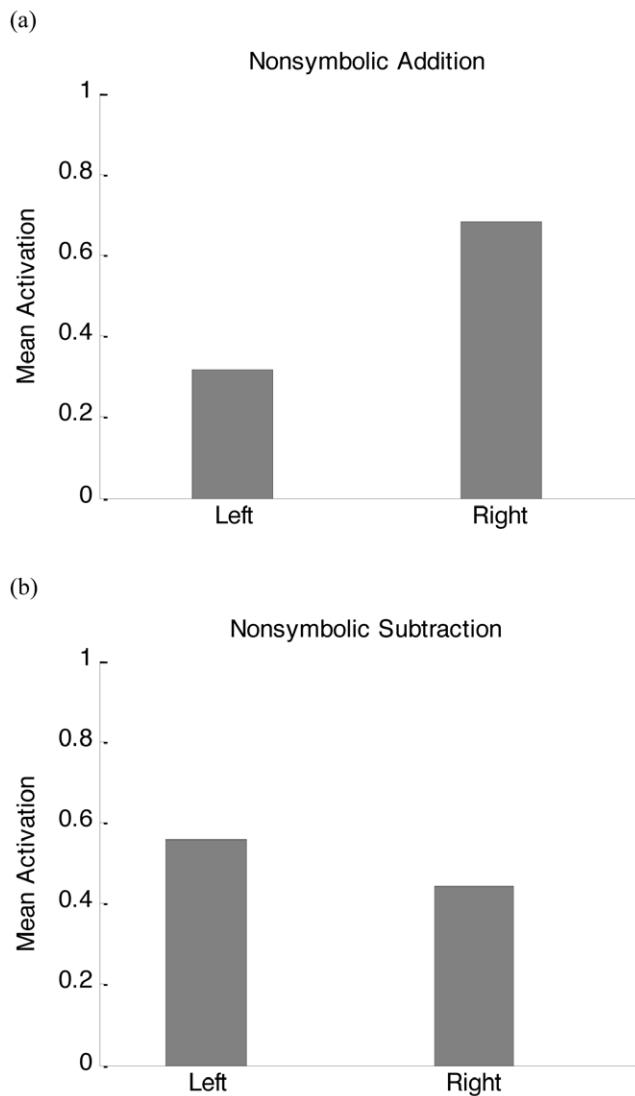 (a)
Nonsymbolic Addition
1
0.8
0.6
0.4
0.2
0
Mean Activation
Left Right
(b)
Nonsymbolic Subtraction
1
0.8
0.6
0.4
0.2
0
Mean Activation
Left Right